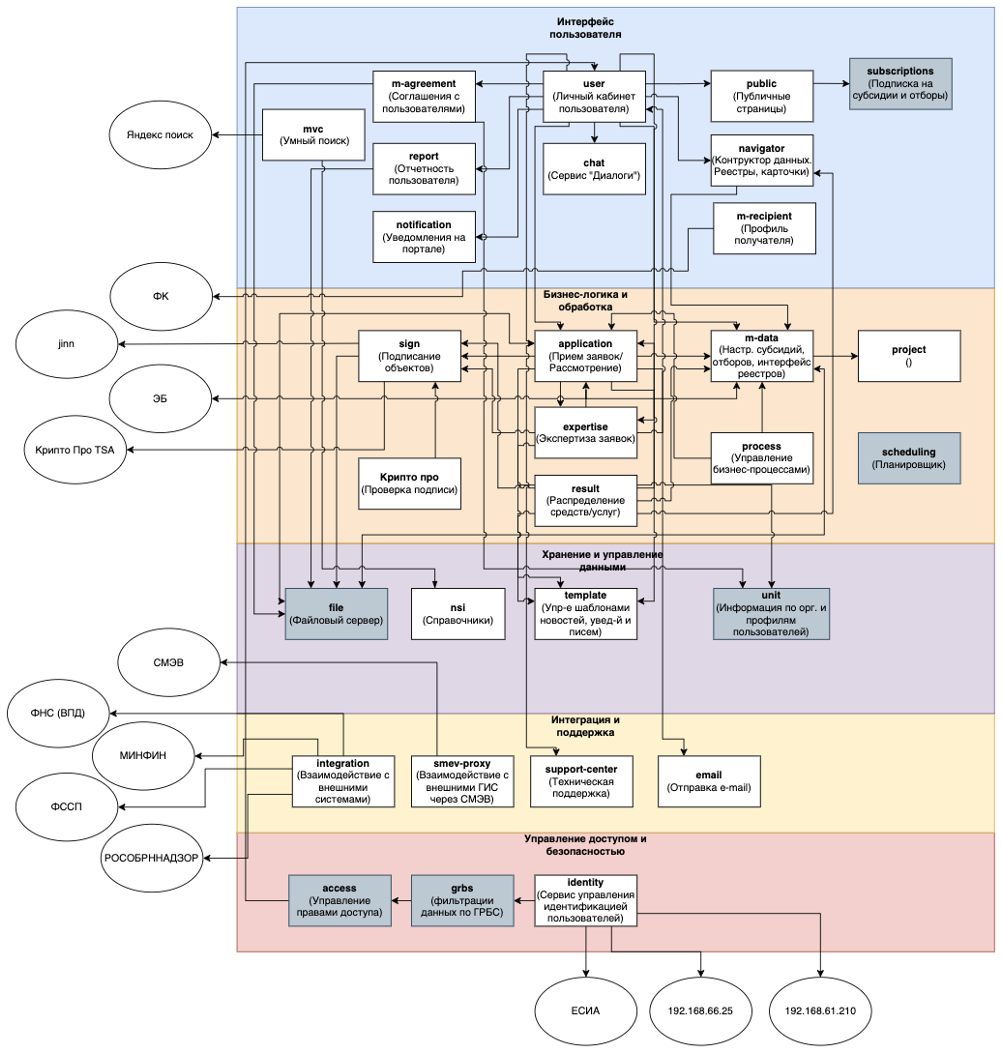 Интерфейс
пользователя
m-agreement
(Соглашения с
пользователями)
user
(Личный кабинет
пользователя)
public
(Публичные
страницы)
subscriptions
(Подписка на
субсидии и отборы)
Яндекс поиск
mvc
(Умный поиск)
report
(Отчетность
пользователя)
chat
(Сервис "Диалоги")
navigator
(Контруктор данных.
Реестры, карточки)
notification
(Уведомления на
портале)
m-recipient
(Профиль
получателя)
ФК
Бизнес-логика и
обработка
jinn
sign
(Подписание
объектов)
application
(Прием заявок/
Рассмотрение)
m-data
(Настр. субсидий,
отборов, интерфейс
реестров)
project
()
ЭБ
expertise
(Экспертиза заявок)
Крипто Про TSA
process
(Управление
бизнес-процессами)
scheduling
(Планировщик)
Крипто про
(Проверка подписи)
result
(Распределение
средств/услуг)
Хранение и управление
данными
file
(Файловый сервер)
nsi
(Справочники)
template
(Упр-е шаблонами
новостей, увед-й и
писем)
unit
(Информация по орг. и
профилям
пользователей)
СМЭВ
ФНС (ВПД)
Интеграция и
поддержка
МИНФИН
integration
(Взаимодействие с
внешними
системами)
smev-proxy
(Взаимодействие с
внешними ГИС
через СМЭВ)
support-center
(Техническая
поддержка)
email
(Отправка e-mail)
ФССП
Управление доступом и
безопасностью
РОСОБРННАДЗОР
access
(Управление
правами доступа)
grbs
(фильтрации
данных по ГРБС)
identity
(Сервис управления
идентификацией
пользователей)
ЕСИА
192.168.66.25
192.168.61.210